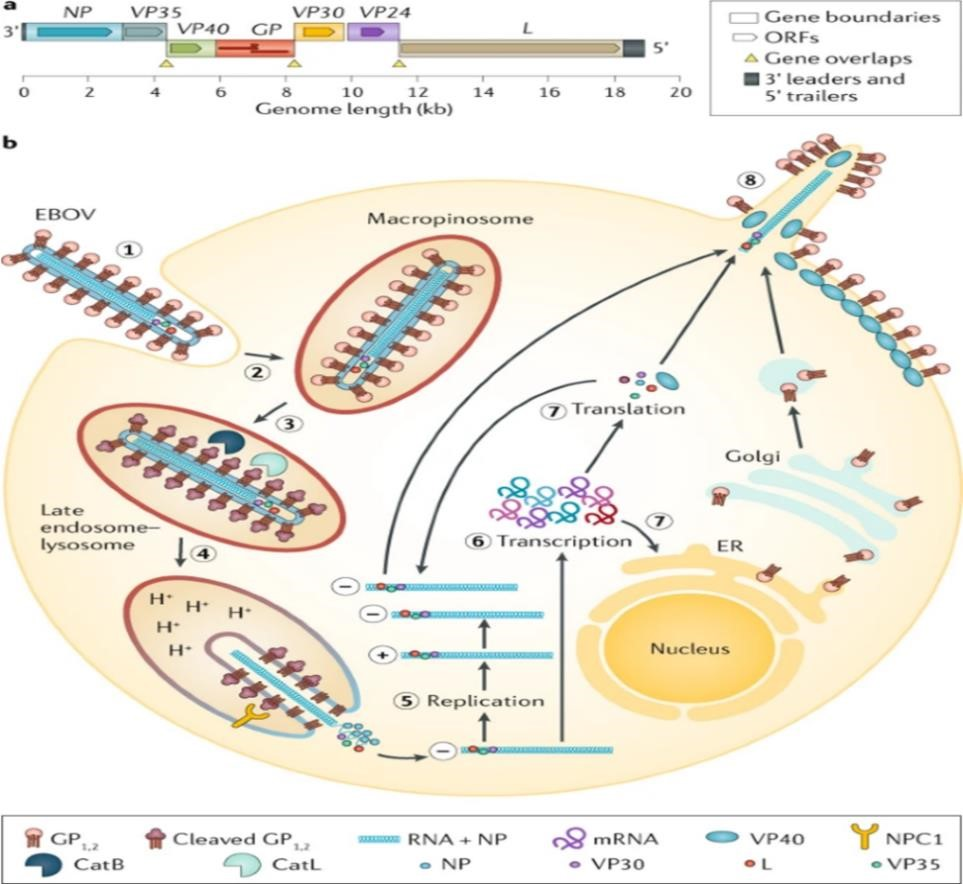 a
NP VP35 VP40 GP VP30 VP24 L
3' 5'
0 2 4 6 8 10 12 14 16 18 20
Genome length (kb)
Gene boundaries
ORFs
Gene overlaps
3' leaders and
5' trailers
b
EBOV
1
Macropinosome
2
3
Late
endosome–
lysosome
4
H⁺ H⁺ H⁺
H⁺
H⁺
8
7 Translation
Golgi
6 Transcription
7
ER
Nucleus
−
−
+
5 Replication
−
GP₁,₂ Cleaved GP₁,₂ RNA + NP mRNA VP40 NPC1
CatB CatL NP VP30 L VP35